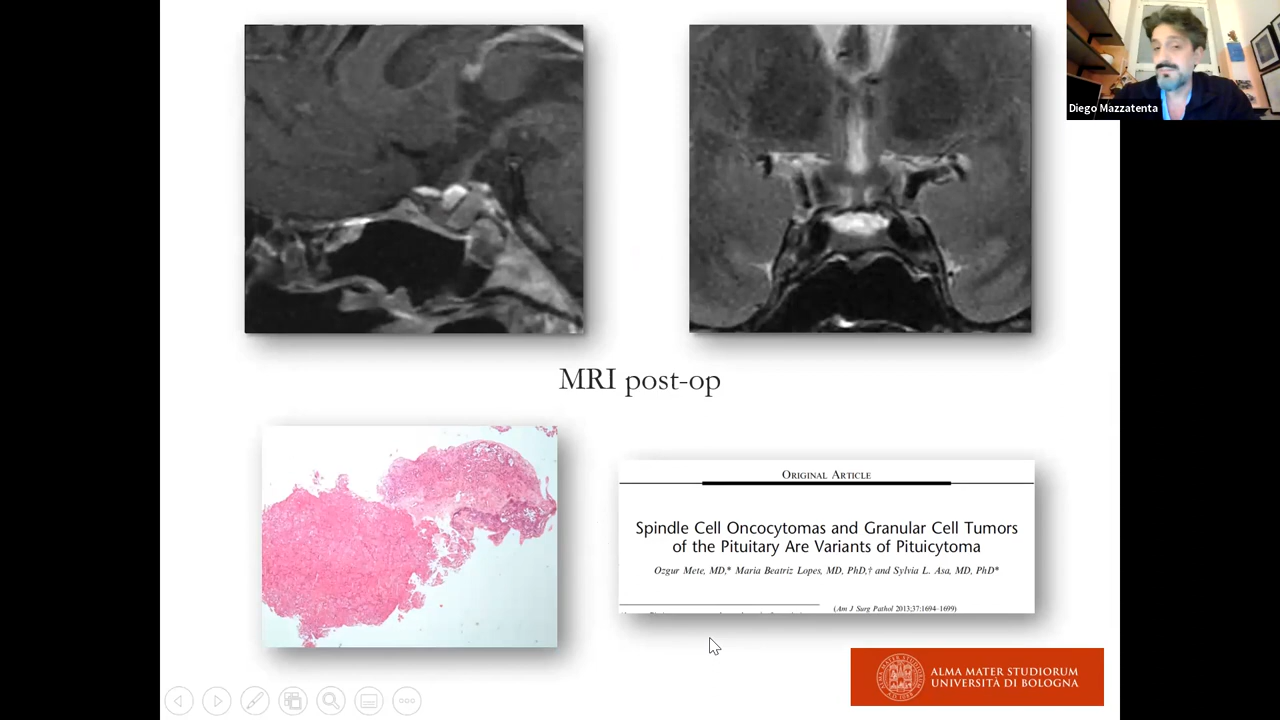 Diego Mazzatenta
MRI post-op
ORIGINAL ARTICLE
Spindle Cell Oncocytomas and Granular Cell Tumors
of the Pituitary Are Variants of Pituicytoma
Ozgur Mete, MD,* Maria Beatriz Lopes, MD, PhD,† and Sylvia L. Asa, MD, PhD*
(Am J Surg Pathol 2013;37:1694–1699)
ALMA MATER STUDIORUM
UNIVERSITÀ DI BOLOGNA